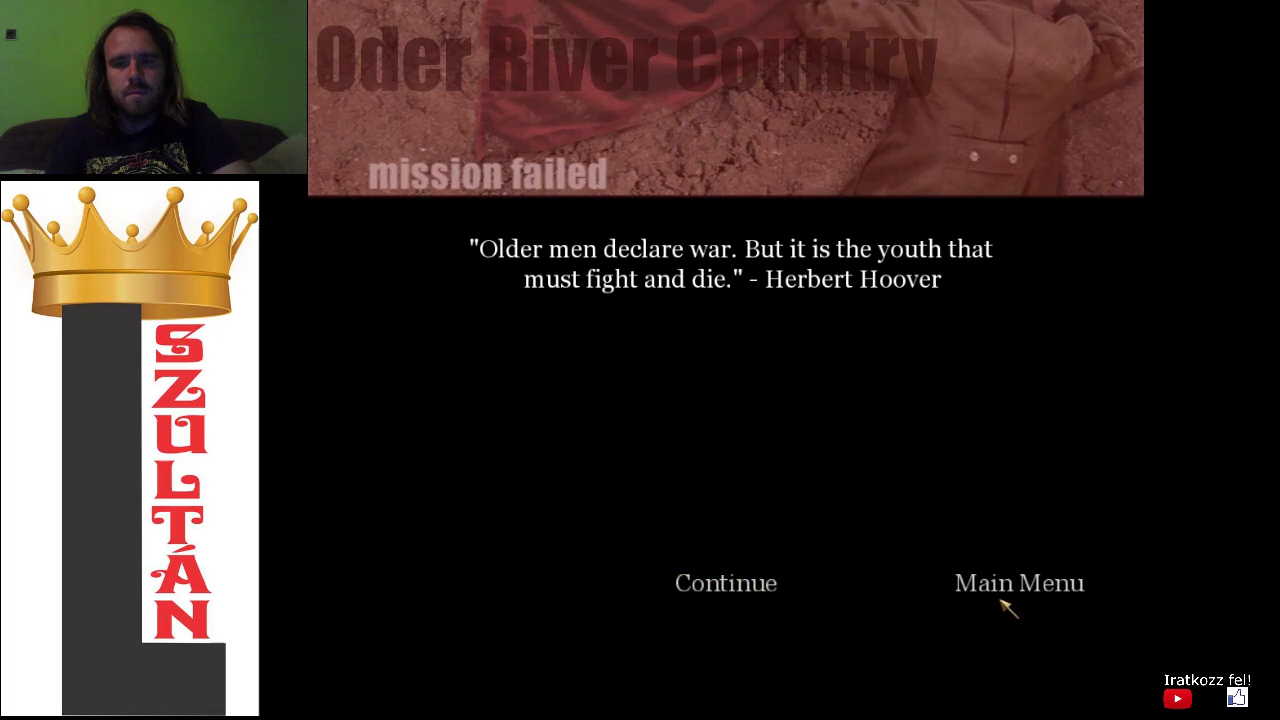 Oder River Country
mission failed
"Older men declare war. But it is the youth that
must fight and die." - Herbert Hoover
Continue
Main Menu
L
SZULTÁN
Iratkozz fel!